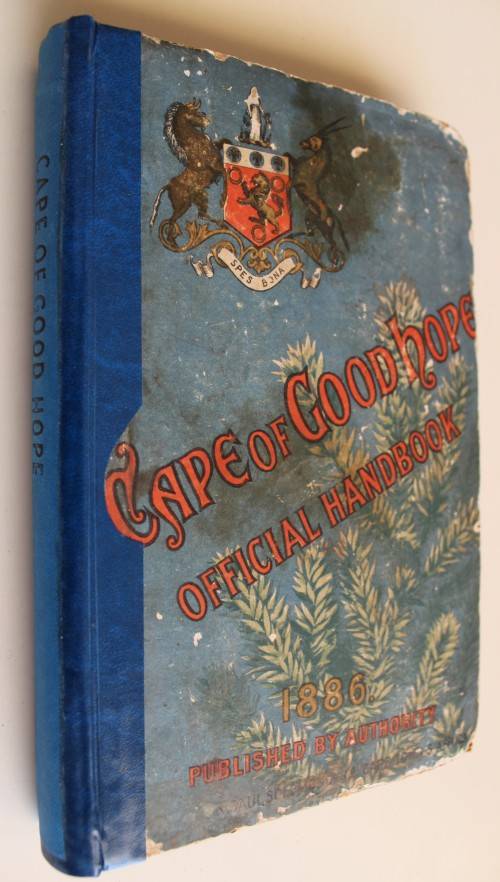 CAPE OF GOOD HOPE
SPES BONA
CAPE OF GOOD HOPE
OFFICIAL HANDBOOK
1886.
PUBLISHED BY AUTHORITY